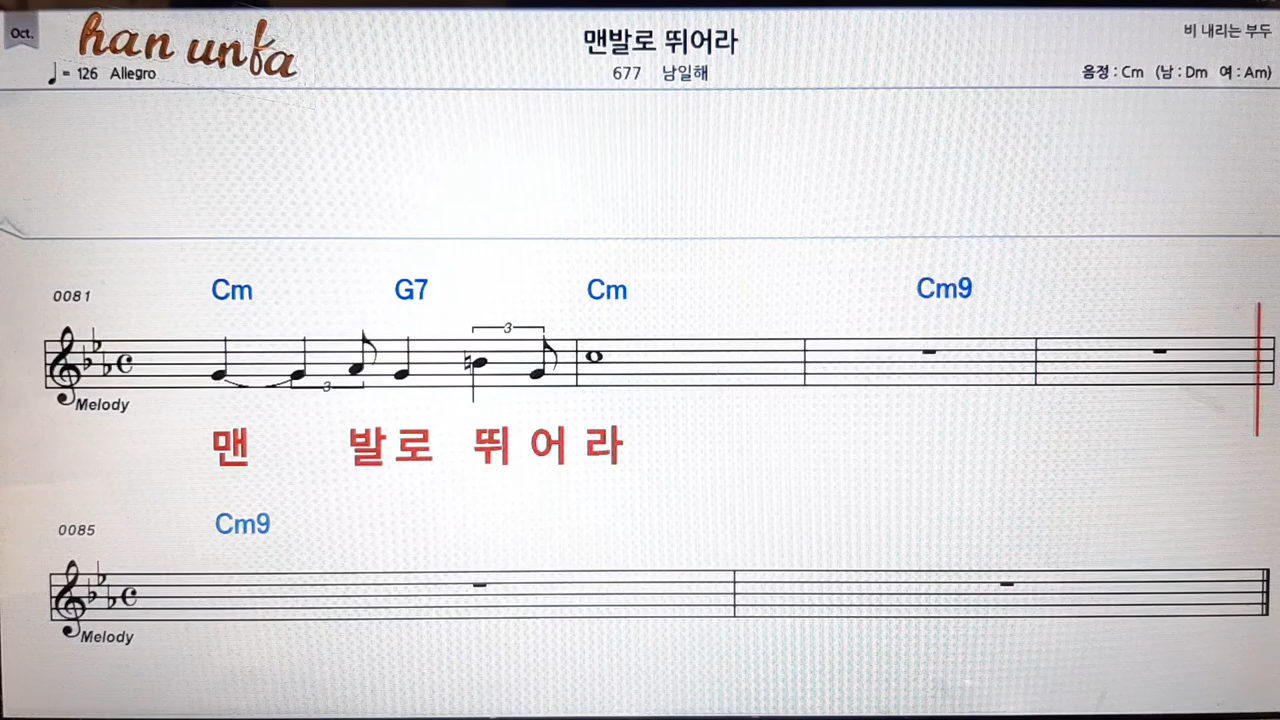 Oct.
han unfa
맨발로 뛰어라
비 내리는 부두
♩= 126 Allegro
677 남일해
음정 : Cm (남 : Dm 여 : Am)
Cm G7 Cm Cm9
0081
3
3
Melody
맨 발 로 뛰 어 라
Cm9
0085
Melody